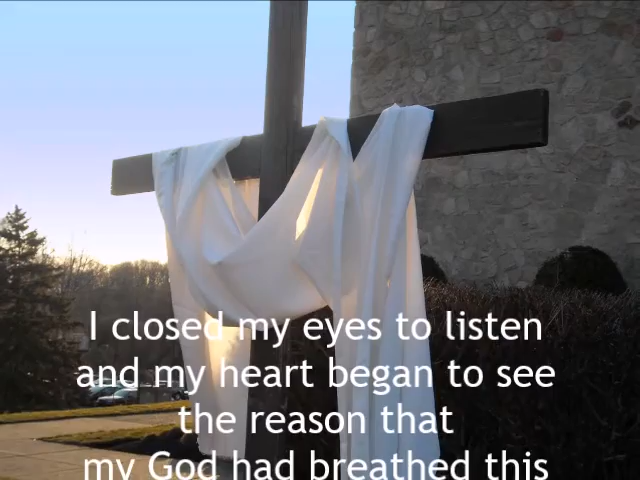 I closed my eyes to listen
and my heart began to see
the reason that
my God had breathed this